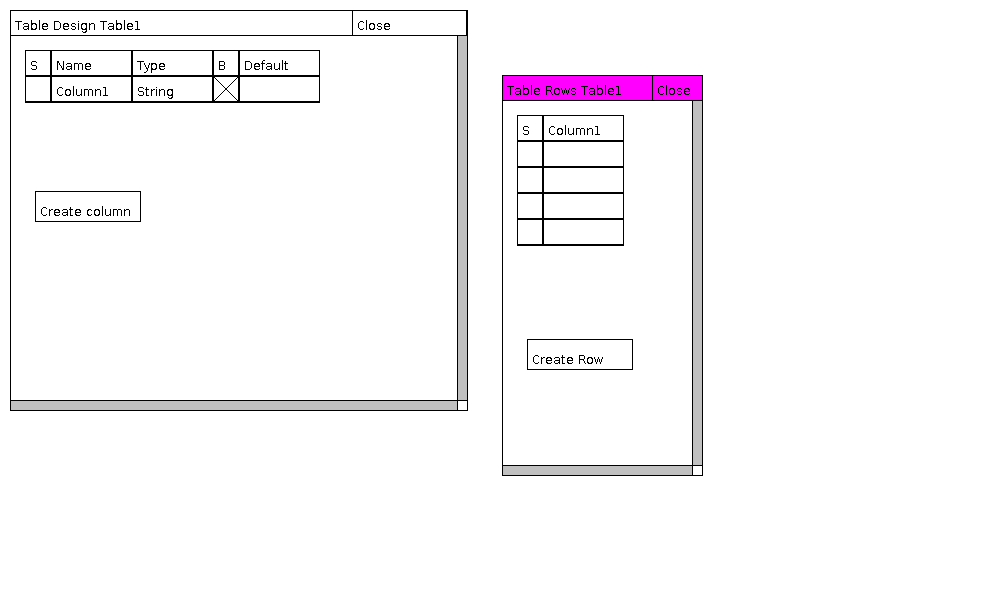 Table Design Table1 Close
S Name Type B Default
Column1 String
Create column
Table Rows Table1 Close
S Column1
Create Row